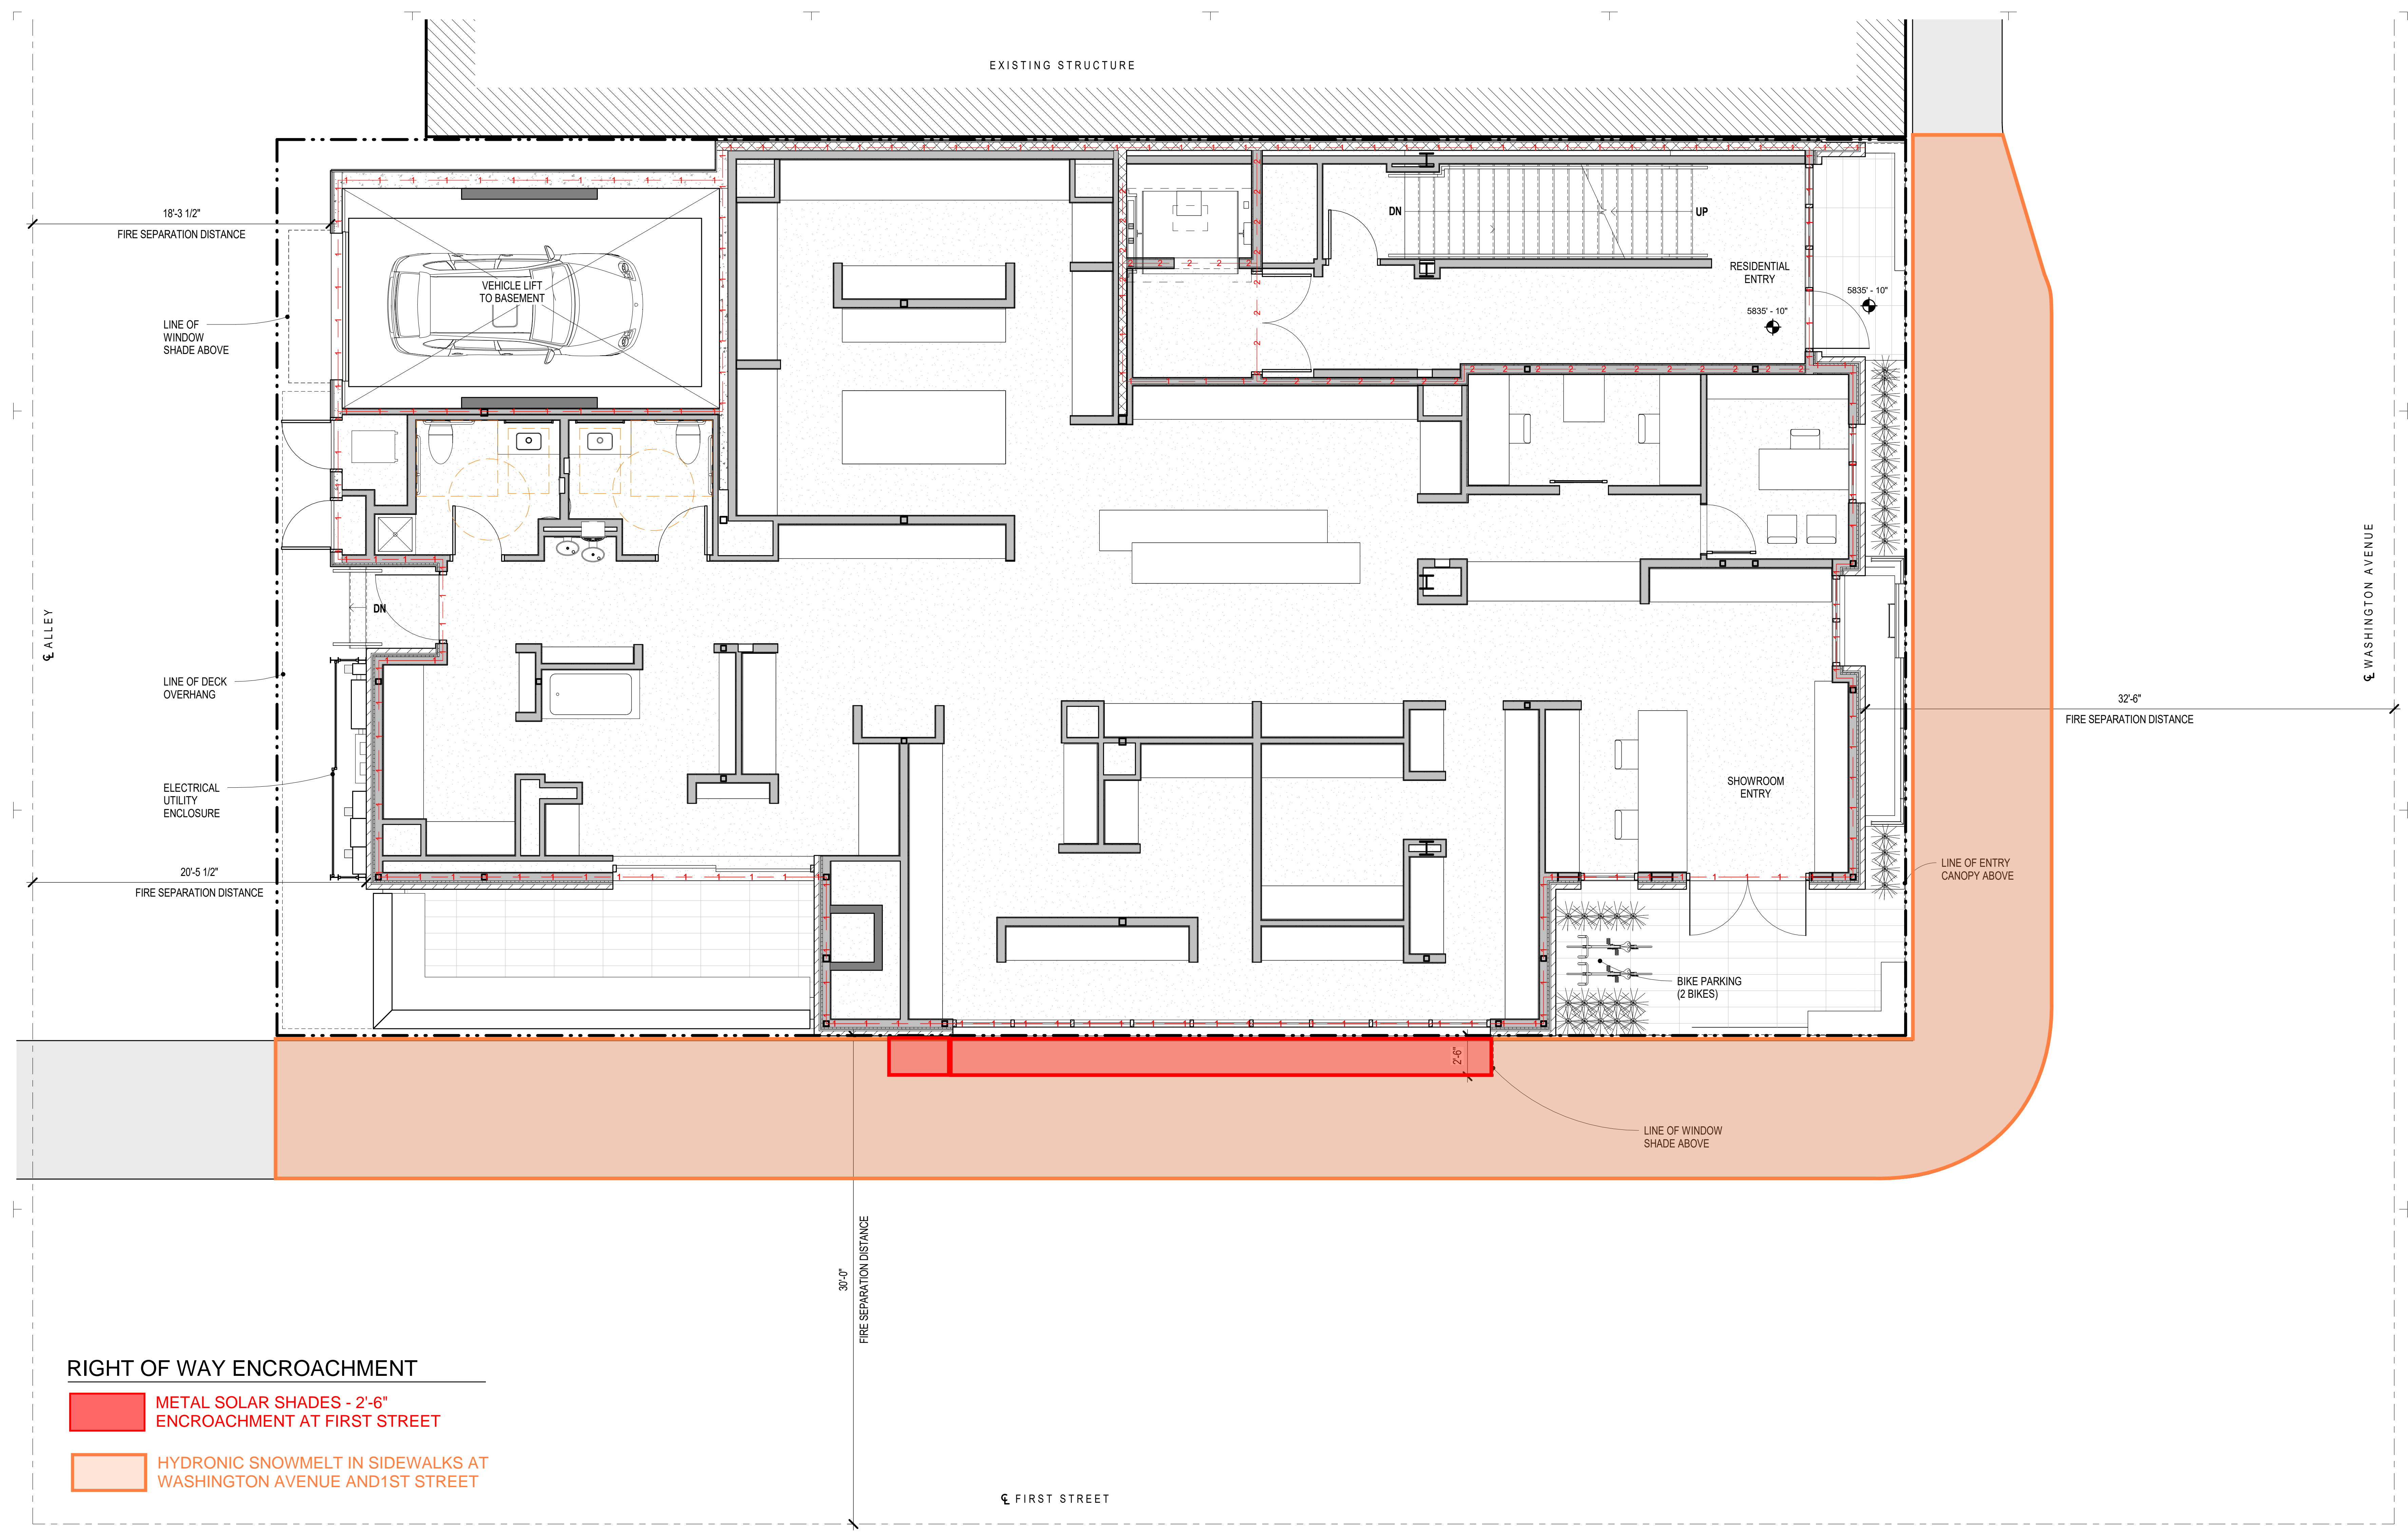 EXISTING STRUCTURE
18'-3 1/2"
FIRE SEPARATION DISTANCE
VEHICLE LIFT
TO BASEMENT
LINE OF
WINDOW
SHADE ABOVE
DN
UP
RESIDENTIAL
ENTRY
5835' - 10"
5835' - 10"
℄ ALLEY
DN
LINE OF DECK
OVERHANG
ELECTRICAL
UTILITY
ENCLOSURE
20'-5 1/2"
FIRE SEPARATION DISTANCE
℄ WASHINGTON AVENUE
32'-6"
FIRE SEPARATION DISTANCE
SHOWROOM
ENTRY
LINE OF ENTRY
CANOPY ABOVE
BIKE PARKING
(2 BIKES)
2'-6"
LINE OF WINDOW
SHADE ABOVE
30'-0"
FIRE SEPARATION DISTANCE
RIGHT OF WAY ENCROACHMENT
METAL SOLAR SHADES - 2'-6"
ENCROACHMENT AT FIRST STREET
HYDRONIC SNOWMELT IN SIDEWALKS AT
WASHINGTON AVENUE AND1ST STREET
℄ FIRST STREET